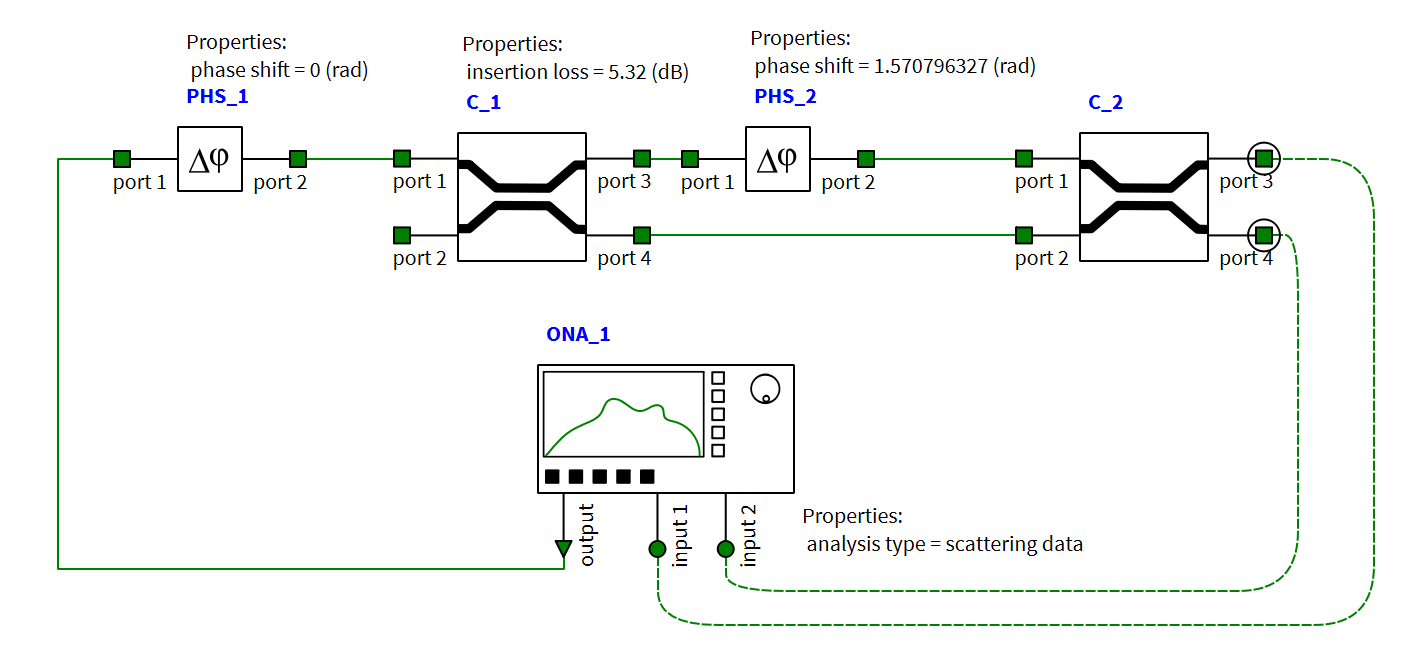 Properties:
phase shift = 0 (rad)
PHS_1
Δφ
port 1
port 2
Properties:
insertion loss = 5.32 (dB)
C_1
port 1
port 2
port 3
port 4
Properties:
phase shift = 1.570796327 (rad)
PHS_2
Δφ
port 1
port 2
C_2
port 1
port 2
port 3
port 4
ONA_1
output
input 1
input 2
Properties:
analysis type = scattering data